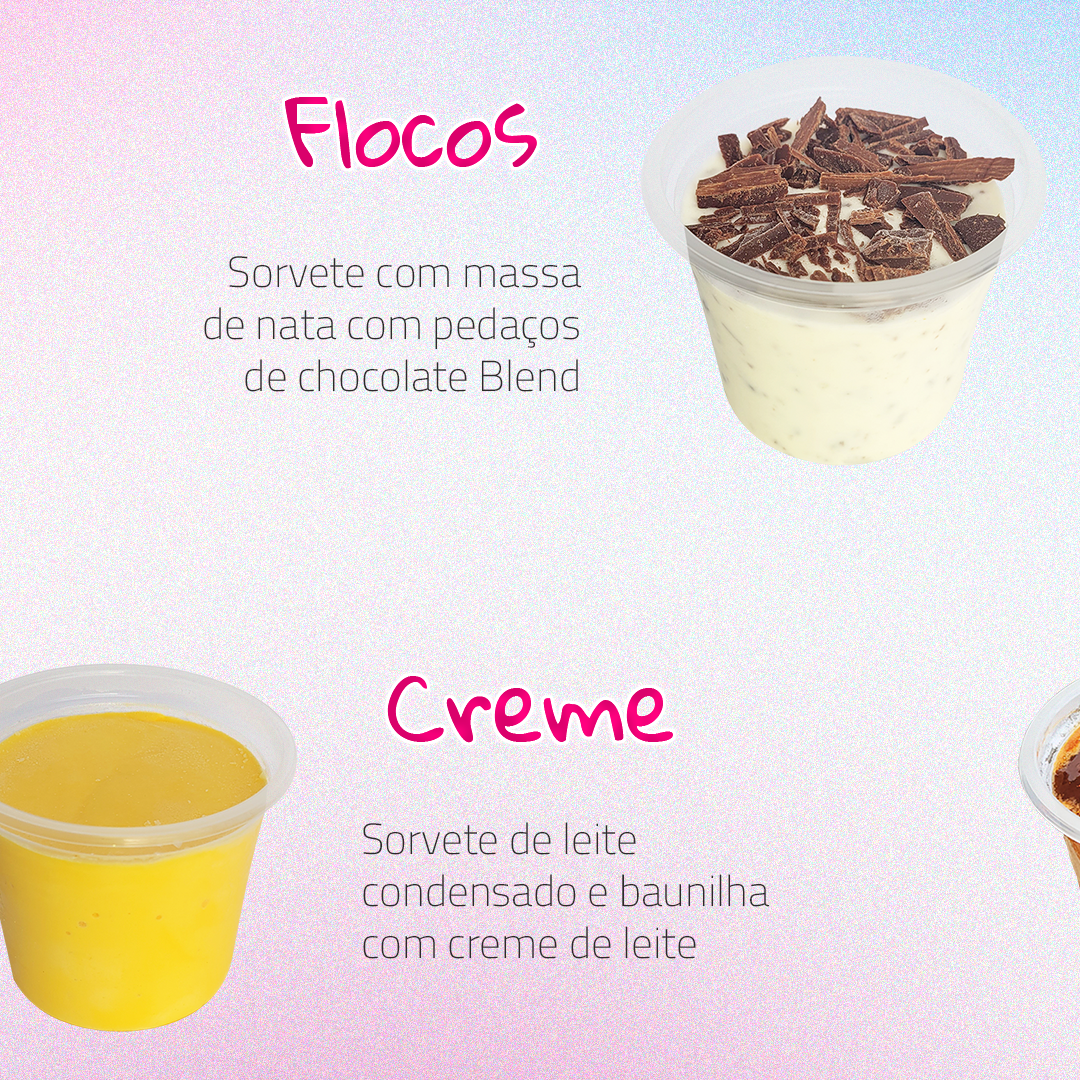 Flocos
Sorvete com massa
de nata com pedaços
de chocolate Blend
Creme
Sorvete de leite
condensado e baunilha
com creme de leite